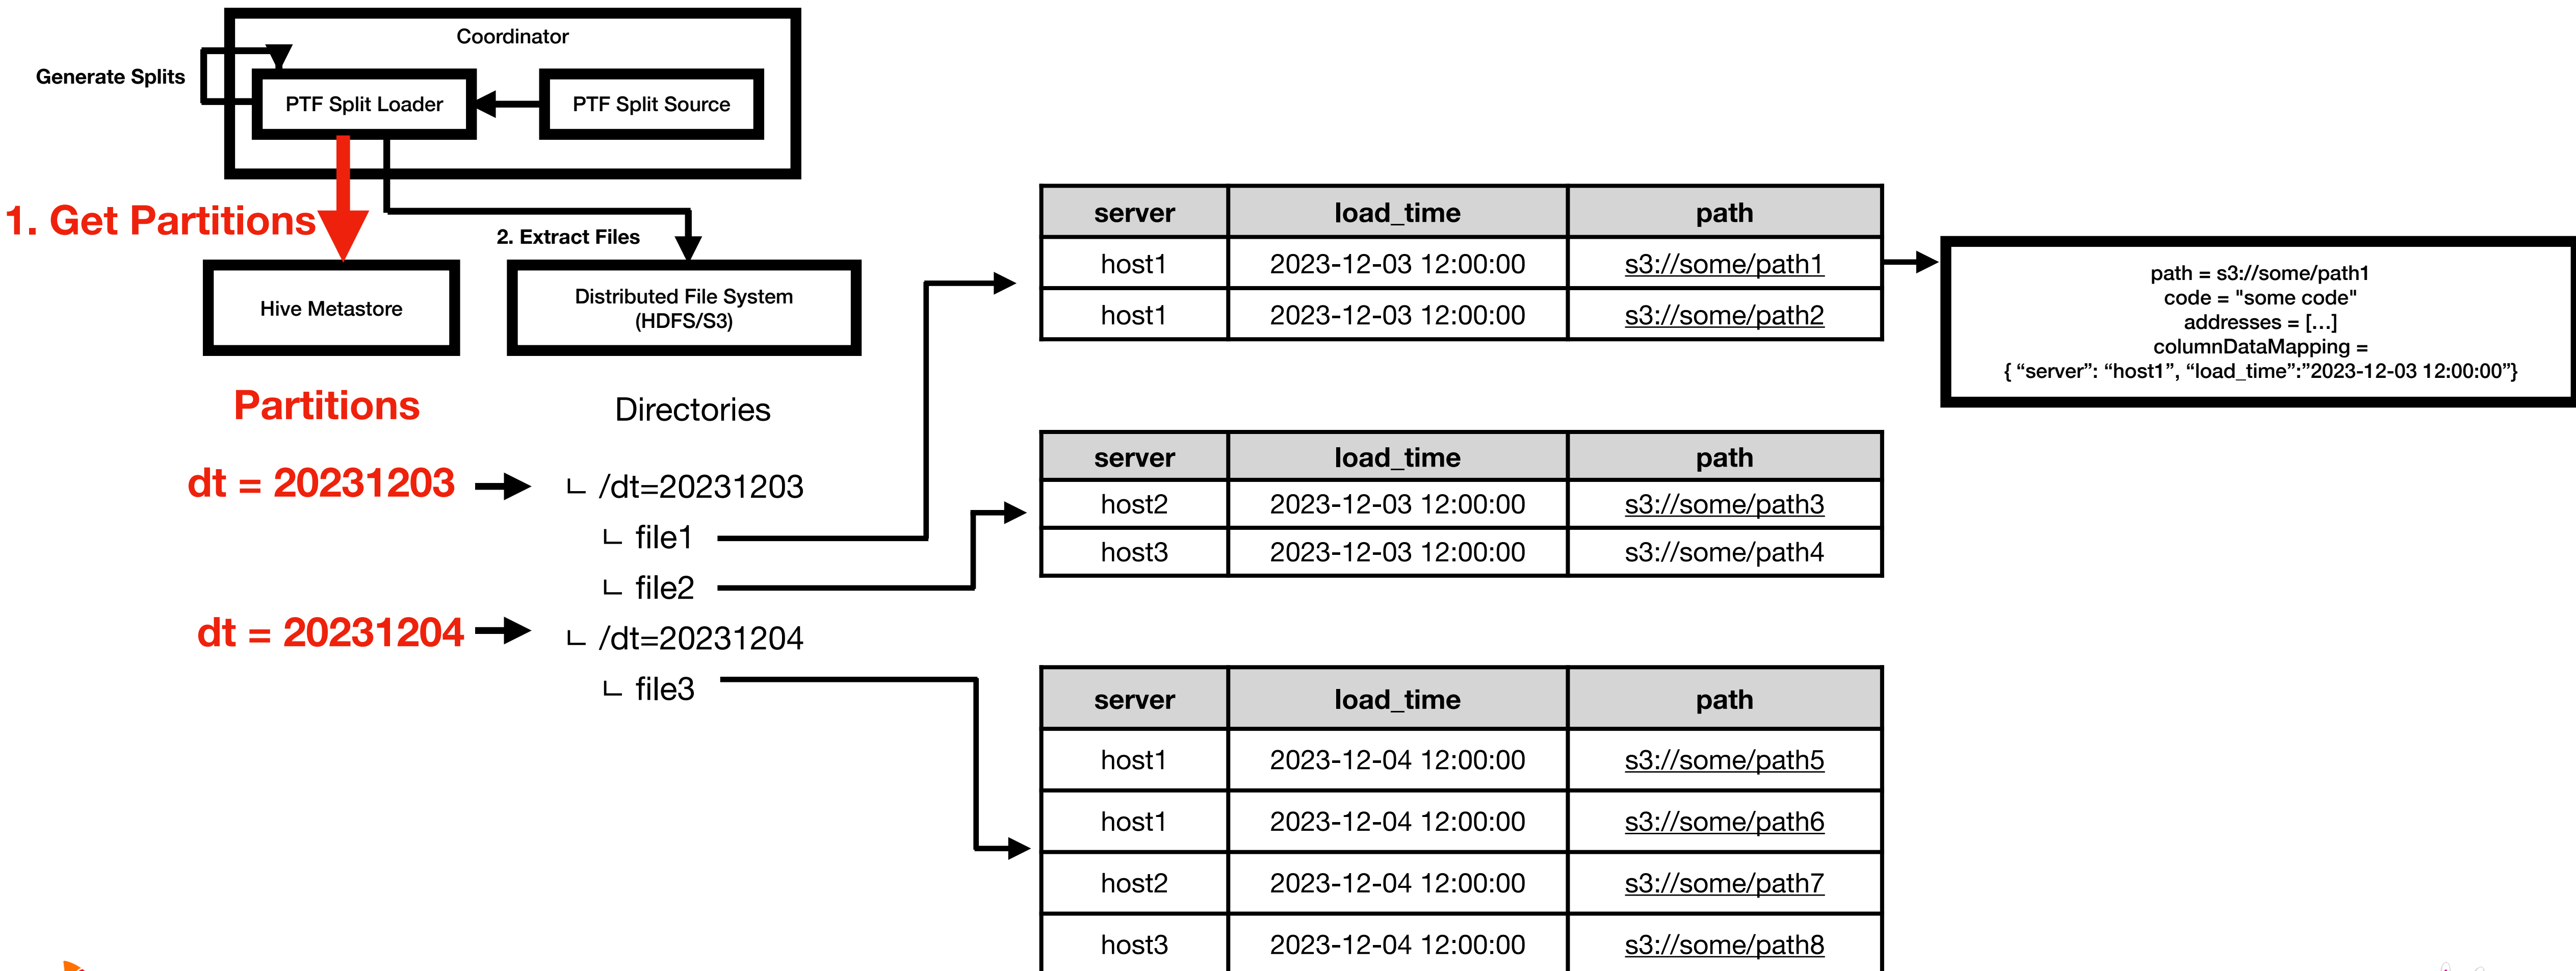 Coordinator
Generate Splits
PTF Split Loader
PTF Split Source
1. Get Partitions
2. Extract Files
Hive Metastore
Distributed File System
(HDFS/S3)
Partitions
Directories
dt = 20231203
∟ /dt=20231203
∟ file1
∟ file2
dt = 20231204
∟ /dt=20231204
∟ file3
server load_time path
host1 2023-12-03 12:00:00 s3://some/path1
host1 2023-12-03 12:00:00 s3://some/path2
path = s3://some/path1
code = "some code"
addresses = […]
columnDataMapping =
{ “server”: “host1”, “load_time”:”2023-12-03 12:00:00”}
server load_time path
host2 2023-12-03 12:00:00 s3://some/path3
host3 2023-12-03 12:00:00 s3://some/path4
server load_time path
host1 2023-12-04 12:00:00 s3://some/path5
host1 2023-12-04 12:00:00 s3://some/path6
host2 2023-12-04 12:00:00 s3://some/path7
host3 2023-12-04 12:00:00 s3://some/path8